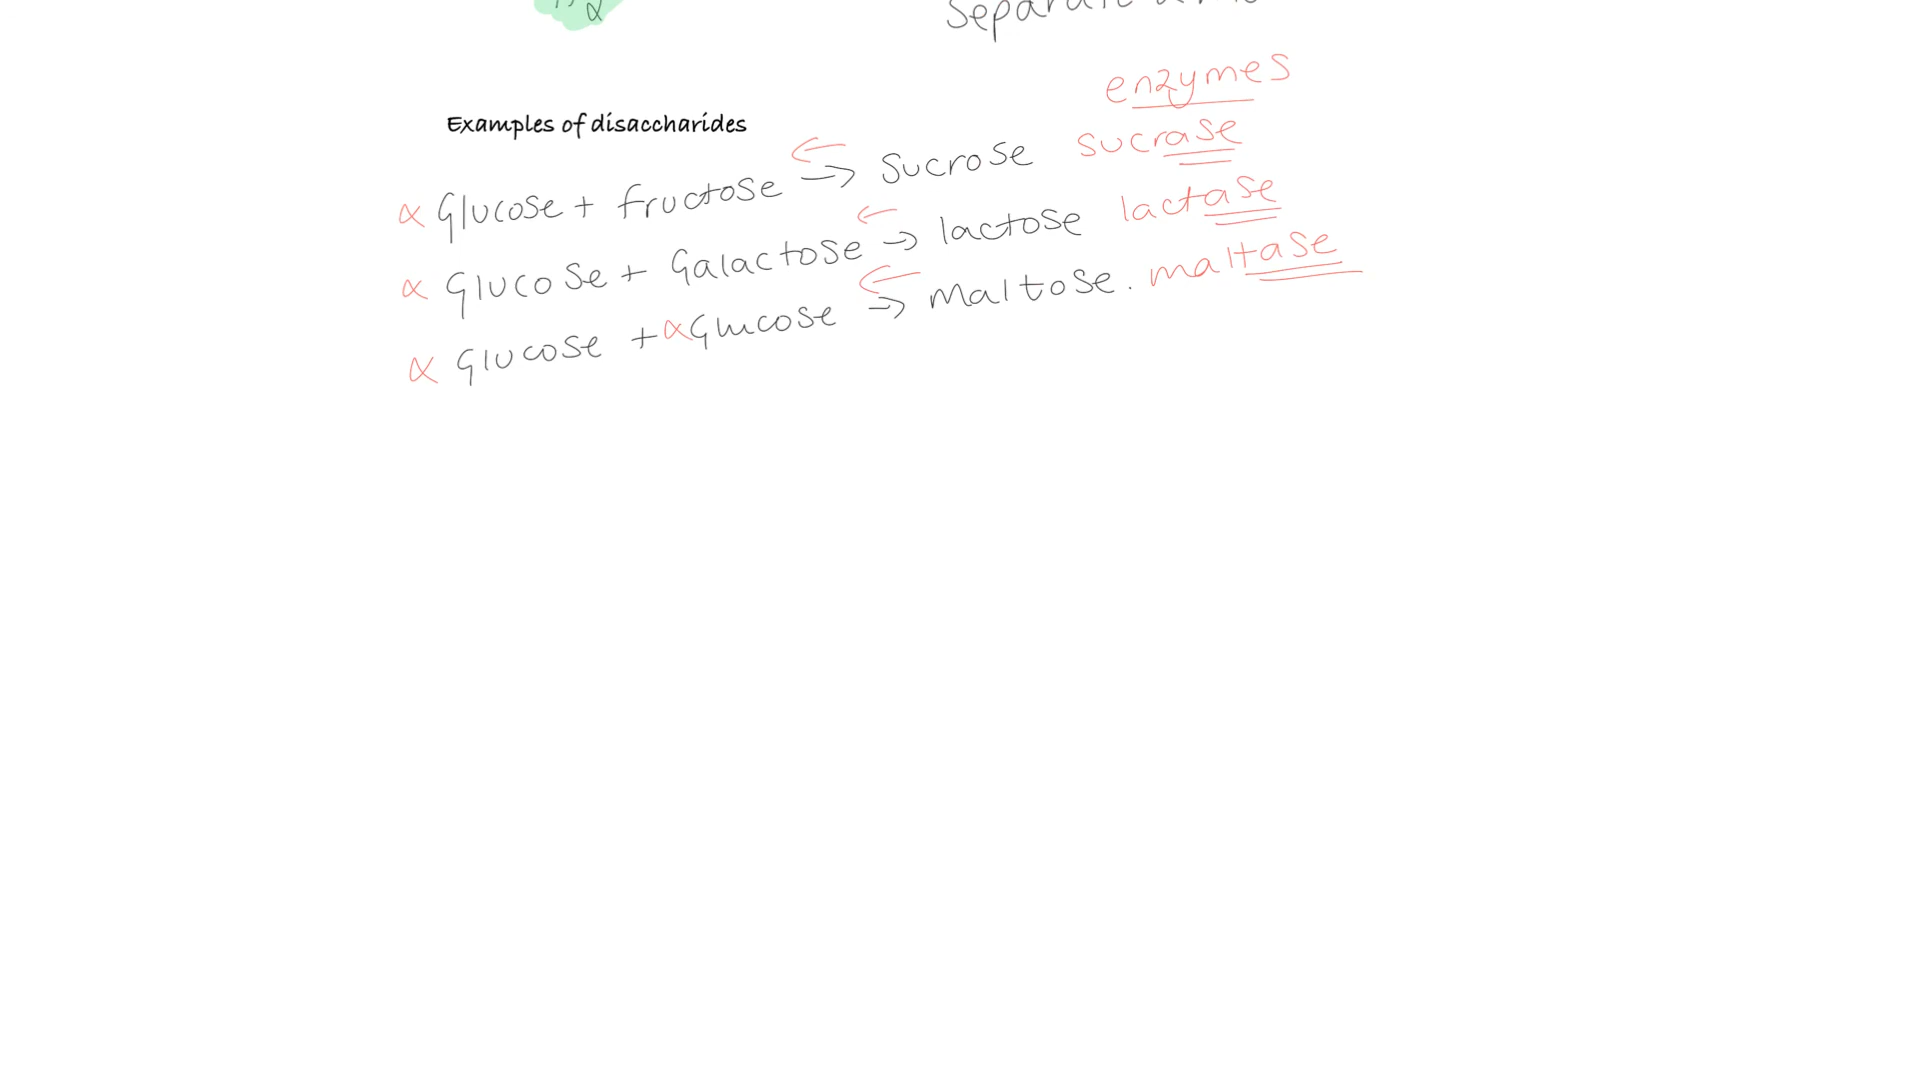 α
enzymes
Examples of disaccharides
α Glucose + fructose → Sucrose sucrase
α Glucose + Galactose → lactose lactase
α Glucose + α Glucose → maltose. maltase